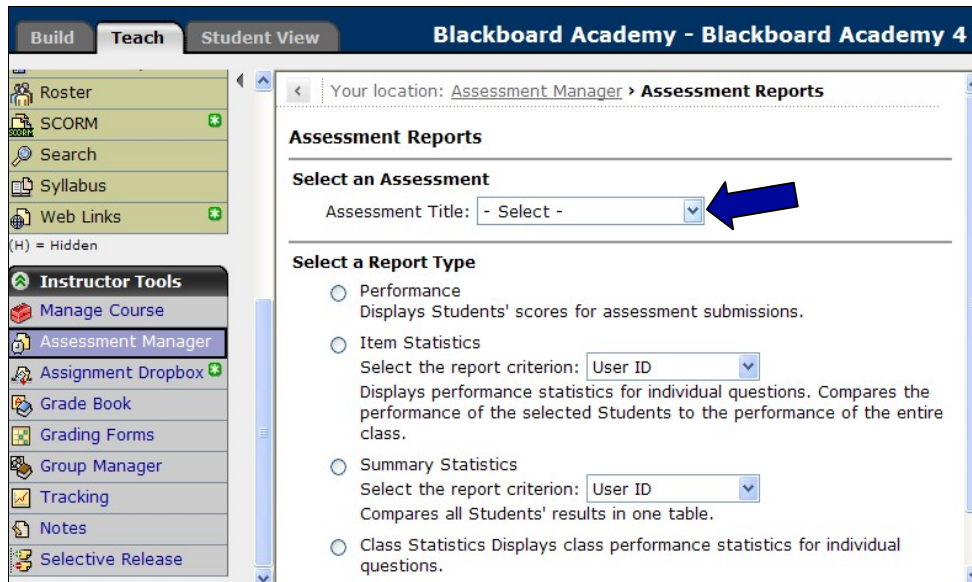 Build Teach Student View Blackboard Academy - Blackboard Academy 4
Roster
SCORM
Search
Syllabus
Web Links
(H) = Hidden
Instructor Tools
Manage Course
Assessment Manager
Assignment Dropbox
Grade Book
Grading Forms
Group Manager
Tracking
Notes
Selective Release
Your location: Assessment Manager › Assessment Reports
Assessment Reports
Select an Assessment
Assessment Title: - Select -
Select a Report Type
Performance
Displays Students' scores for assessment submissions.
Item Statistics
Select the report criterion: User ID
Displays performance statistics for individual questions. Compares the
performance of the selected Students to the performance of the entire
class.
Summary Statistics
Select the report criterion: User ID
Compares all Students' results in one table.
Class Statistics Displays class performance statistics for individual
questions.